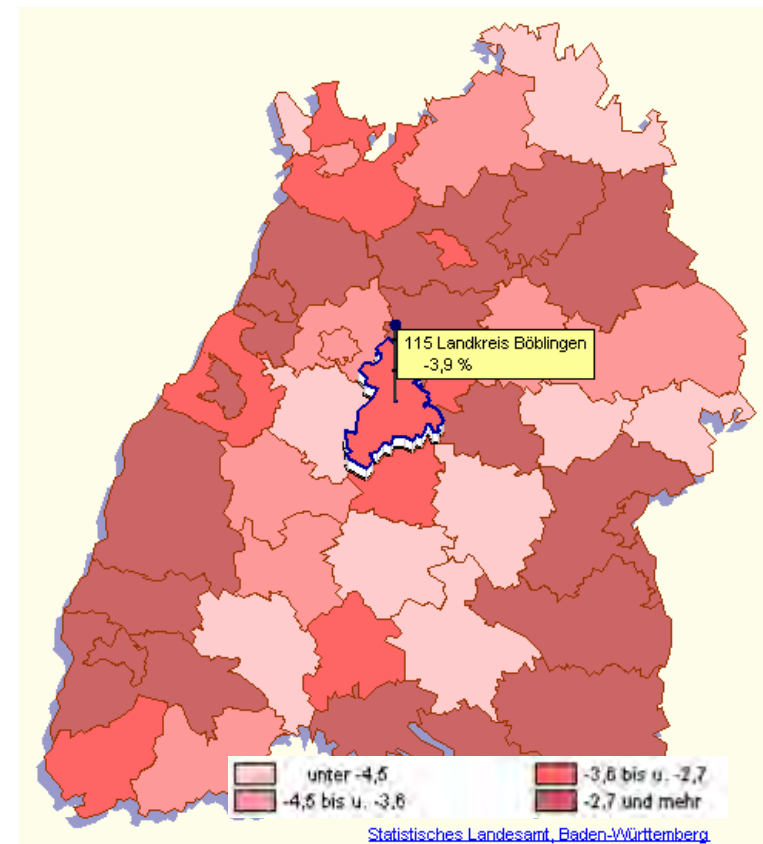 115 Landkreis Böblingen
-3,9 %
unter -4,5
-4,5 bis u. -3,6
-3,6 bis u. -2,7
-2,7 und mehr
Statistisches Landesamt, Baden-Württemberg